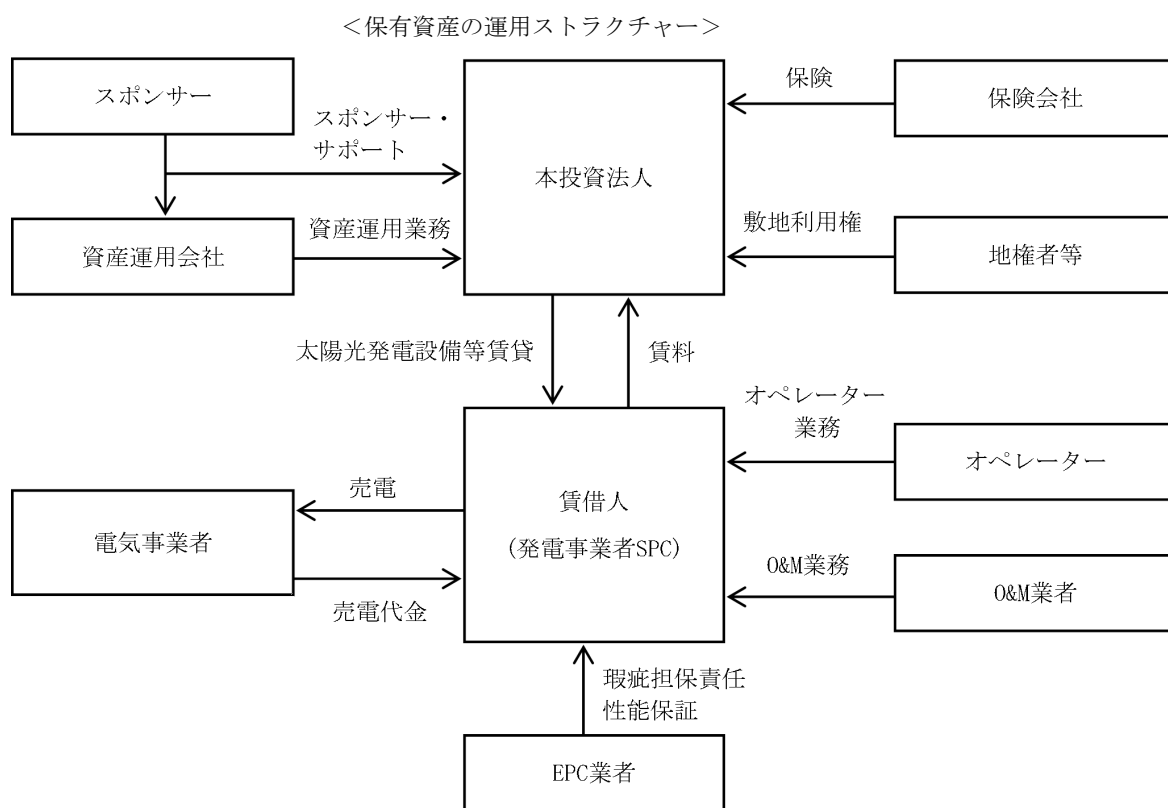 ＜保有資産の運用ストラクチャー＞
スポンサー
スポンサー・
サポート
本投資法人
保険
保険会社
資産運用会社
資産運用業務
敷地利用権
地権者等
太陽光発電設備等賃貸
賃料
オペレーター
業務
オペレーター
電気事業者
売電
売電代金
賃借人
(発電事業者SPC)
O&M業務
O&M業者
瑕疵担保責任
性能保証
EPC業者